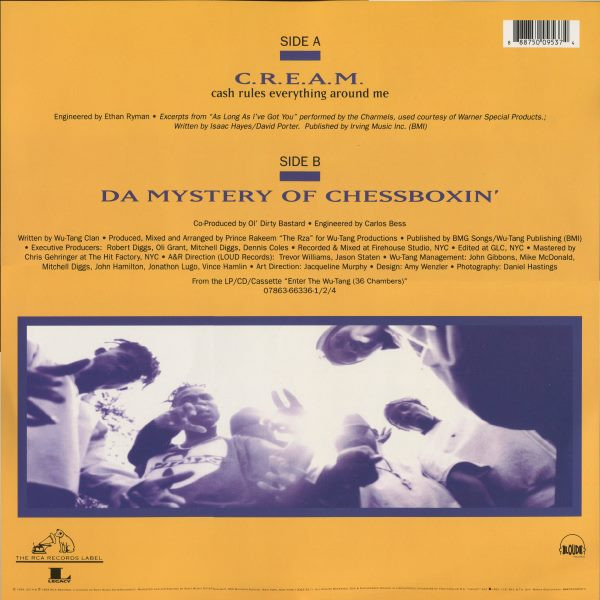 8 88750 09537 4
SIDE A
C.R.E.A.M.
cash rules everything around me
Engineered by Ethan Ryman • Excerpts from “As Long As I've Got You” performed by the Charmels, used courtesy of Warner Special Products.;
Written by Isaac Hayes/David Porter. Published by Irving Music Inc. (BMI)
SIDE B
DA MYSTERY OF CHESSBOXIN'
Co-Produced by Ol' Dirty Bastard • Engineered by Carlos Bess
Written by Wu-Tang Clan • Produced, Mixed and Arranged by Prince Rakeem “The Rza” for Wu-Tang Productions • Published by BMG Songs/Wu-Tang Publishing (BMI)
• Executive Producers: Robert Diggs, Oli Grant, Mitchell Diggs, Dennis Coles • Recorded & Mixed at Firehouse Studio, NYC • Edited at GLC, NYC • Mastered by
Chris Gehringer at The Hit Factory, NYC • A&R Direction (LOUD Records): Trevor Williams, Jason Staten • Wu-Tang Management: John Gibbons, Mike McDonald,
Mitchell Diggs, John Hamilton, Jonathon Lugo, Vince Hamlin • Art Direction: Jacqueline Murphy • Design: Amy Wenzler • Photography: Daniel Hastings
From the LP/CD/Cassette “Enter The Wu-Tang (36 Chambers)”
07863-66336-1/2/4
THE RCA RECORDS LABEL
LEGACY
LOUD